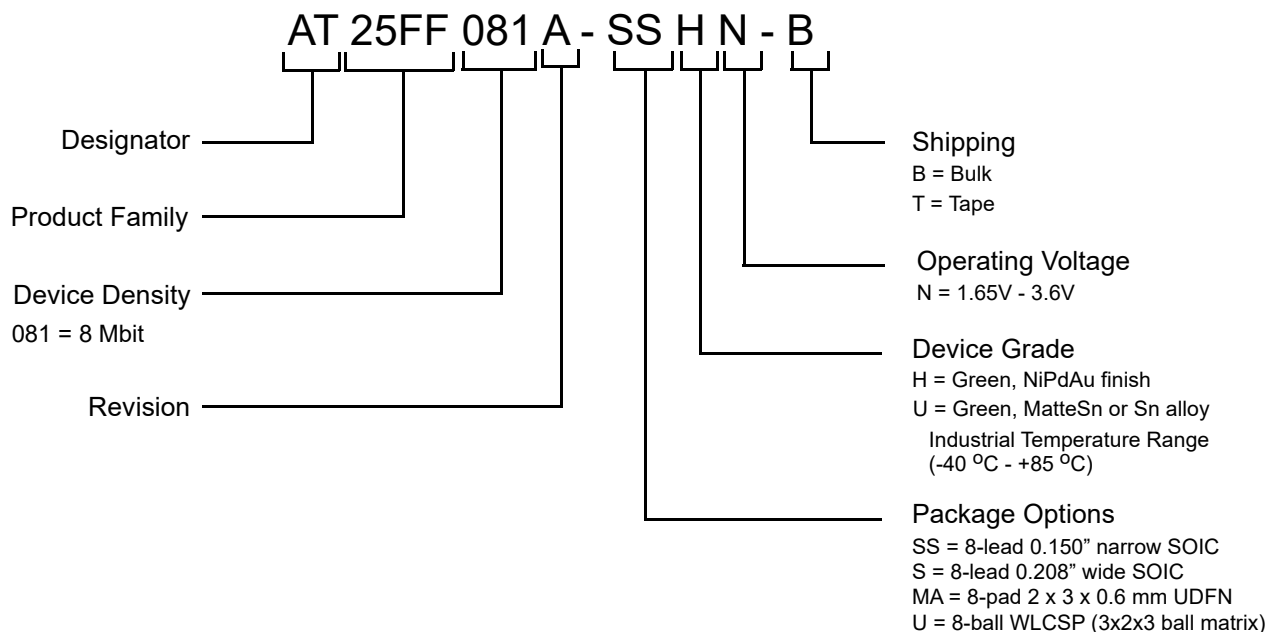 AT 25FF 081 A - SS H N - B
Designator
Product Family
Device Density
081 = 8 Mbit
Revision
Shipping
B = Bulk
T = Tape
Operating Voltage
N = 1.65V - 3.6V
Device Grade
H = Green, NiPdAu finish
U = Green, MatteSn or Sn alloy
Industrial Temperature Range
(-40 ºC - +85 ºC)
Package Options
SS = 8-lead 0.150” narrow SOIC
S = 8-lead 0.208” wide SOIC
MA = 8-pad 2 x 3 x 0.6 mm UDFN
U = 8-ball WLCSP (3x2x3 ball matrix)